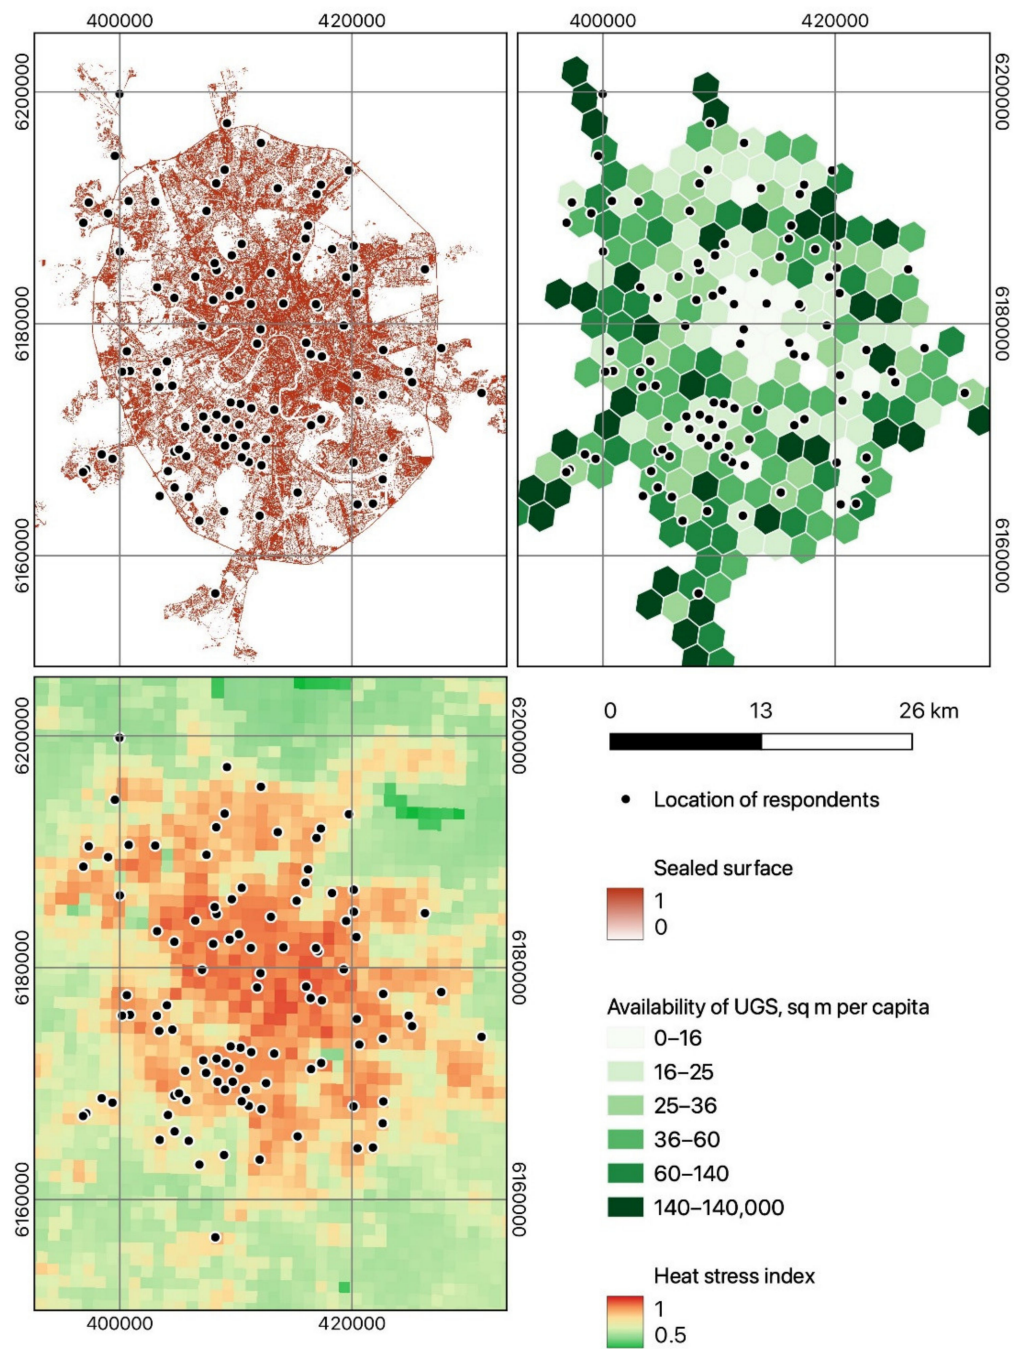 400000 420000 400000 420000
6200000 6200000
6180000 6180000
6160000 6160000
0 13 26 km
6200000 6200000
Location of respondents
Sealed surface
1
0
6180000 6180000
Availability of UGS, sq m per capita
0–16
16–25
25–36
36–60
60–140
140–140,000
6160000 6160000
Heat stress index
1
0.5
400000 420000